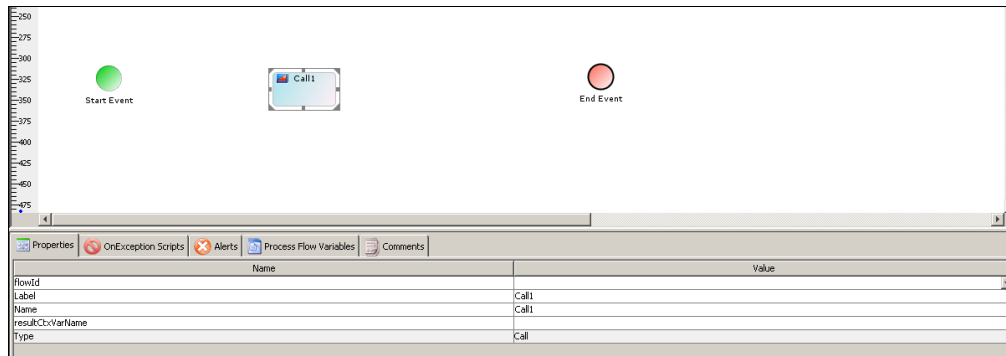 250
275
300
325
350
375
400
425
450
475
Call1
Start Event
End Event
Properties OnException Scripts Alerts Process Flow Variables Comments
Name Value
flowId
Label Call1
Name Call1
resultCtxVarName
Type Call